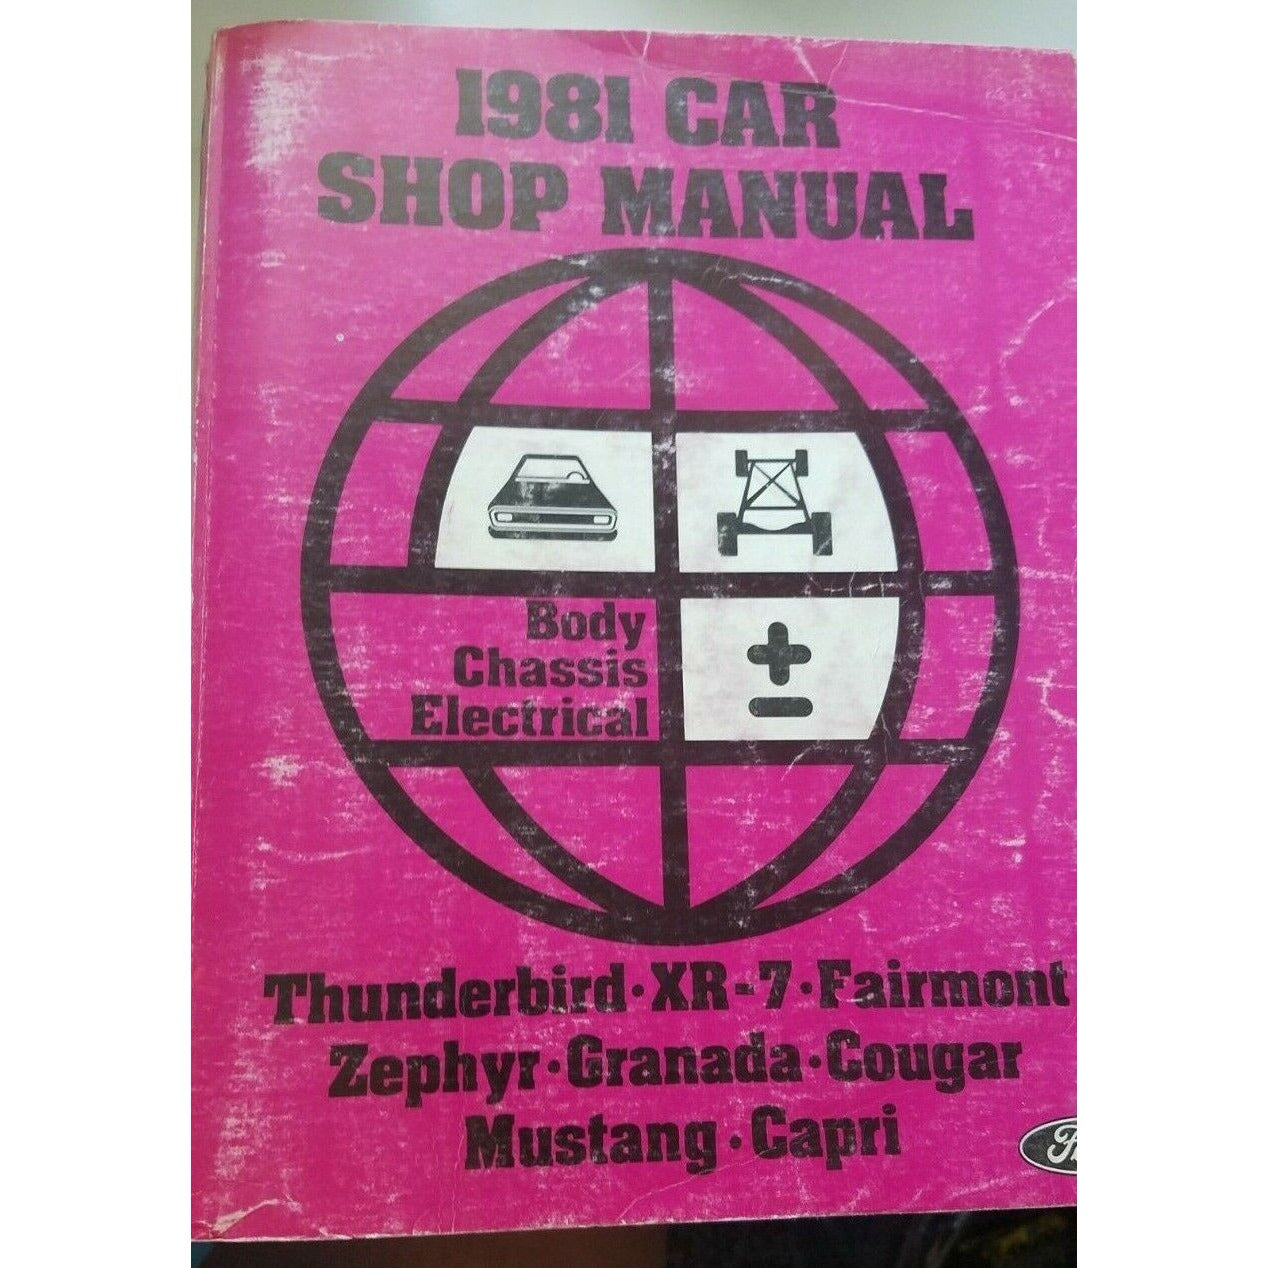 1981 CAR
SHOP MANUAL
Body
Chassis
Electrical
Thunderbird • XR-7 • Fairmont
Zephyr • Granada • Cougar
Mustang • Capri